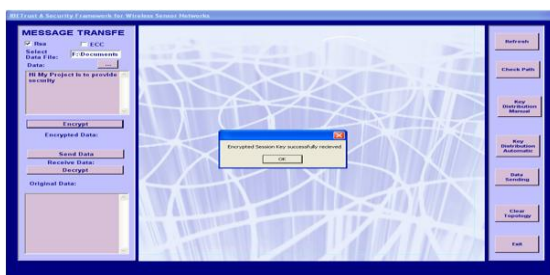 Trust & Security Framework for Wireless Sensor Networks
MESSAGE TRANSFE
Rsa
ECC
Select
Data File:
F:\Documents
Data:
...
Hi My Project is to provide
security
Encrypt
Encrypted Data:
Send Data
Receive Data:
Decrypt
Original Data:
Encrypted Session Key successfully recieved
OK
Refresh
Check Path
Key
Distribution
Manual
Key
Distribution
Automatic
Data
Sending
Clear
Topology
Exit